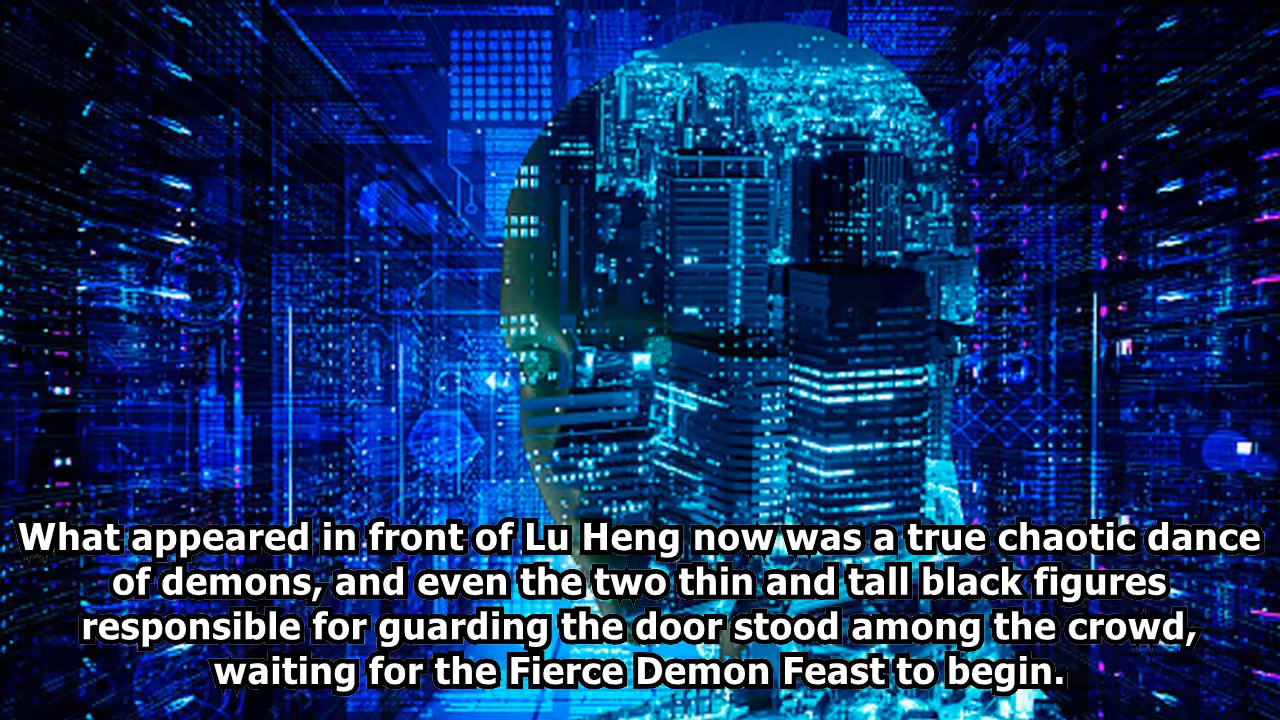 What appeared in front of Lu Heng now was a true chaotic dance
of demons, and even the two thin and tall black figures
responsible for guarding the door stood among the crowd,
waiting for the Fierce Demon Feast to begin.